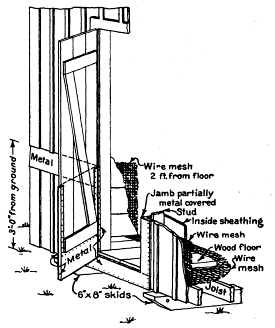 Wire mesh
2 ft. from floor
Metal
3'-0" from ground
Jamb partially
metal covered
Stud
Inside sheathing
Wire mesh
Wood floor
Wire
mesh
Metal
Joist
6"x 8" skids